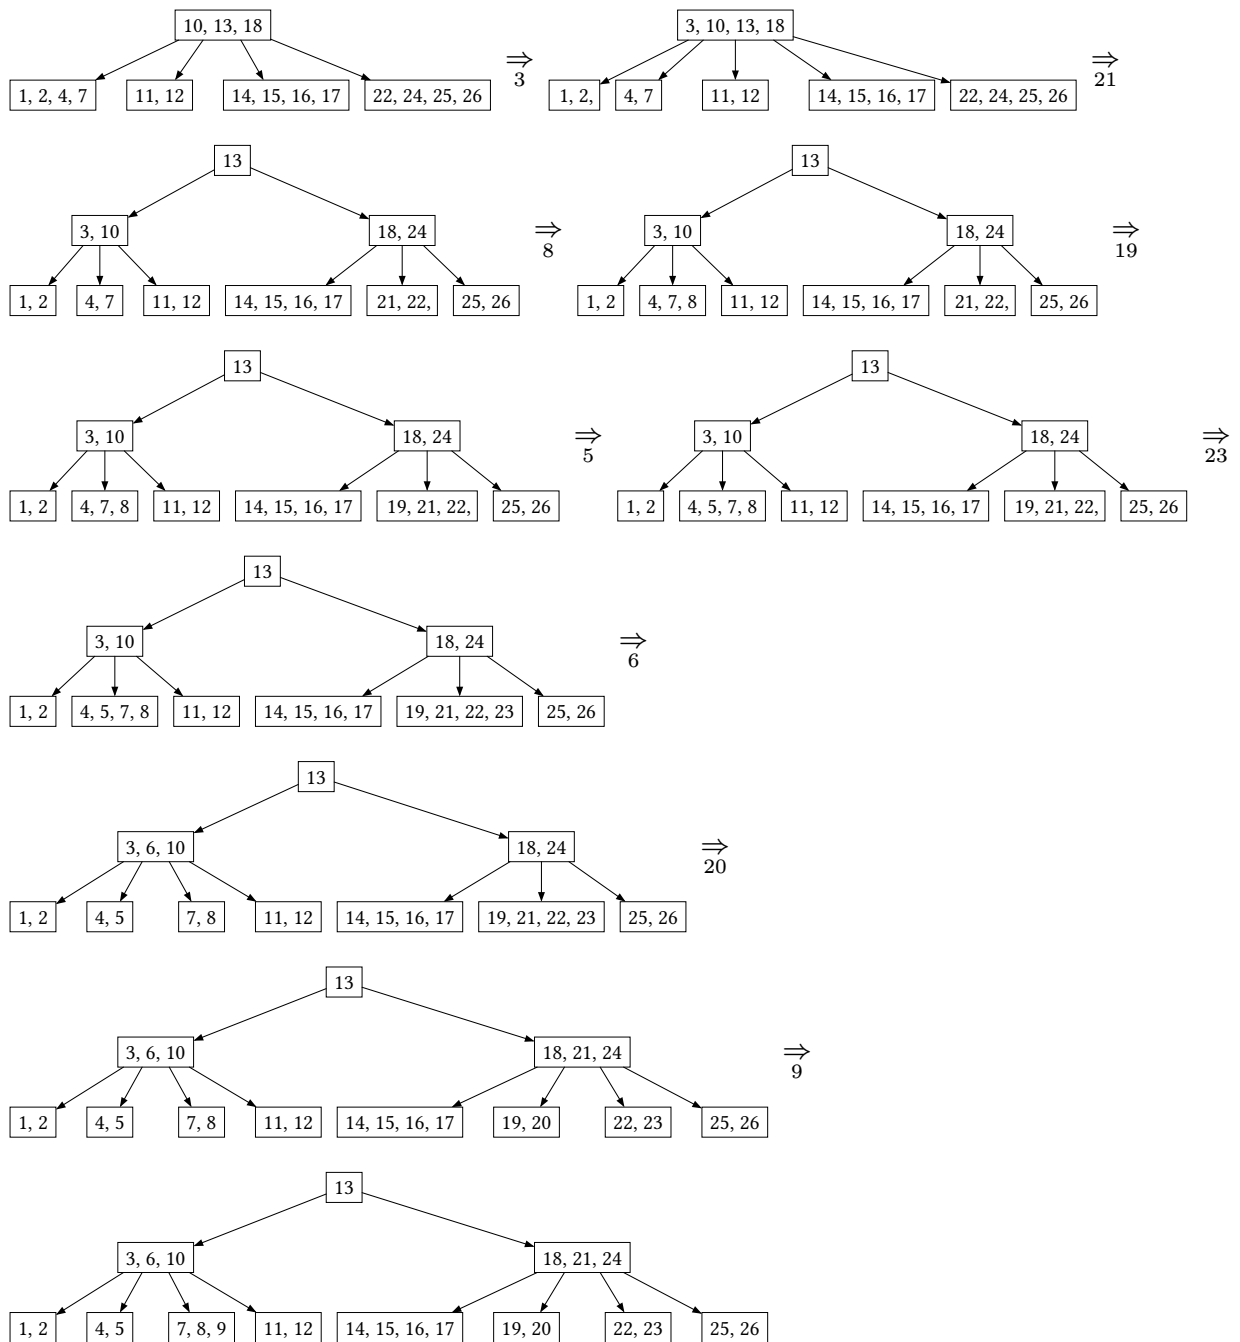 10, 13, 18 3, 10, 13, 18
1, 2, 4, 7 11, 12 14, 15, 16, 17 22, 24, 25, 26 ⇒ 3 1, 2, 4, 7 11, 12 14, 15, 16, 17 22, 24, 25, 26 ⇒ 21
13 13
3, 10 18, 24 ⇒ 8 3, 10 18, 24 ⇒ 19
1, 2 4, 7 11, 12 14, 15, 16, 17 21, 22, 25, 26 1, 2 4, 7, 8 11, 12 14, 15, 16, 17 21, 22, 25, 26
13 13
3, 10 18, 24 ⇒ 5 3, 10 18, 24 ⇒ 23
1, 2 4, 7, 8 11, 12 14, 15, 16, 17 19, 21, 22, 25, 26 1, 2 4, 5, 7, 8 11, 12 14, 15, 16, 17 19, 21, 22, 25, 26
13
3, 10 18, 24 ⇒ 6
1, 2 4, 5, 7, 8 11, 12 14, 15, 16, 17 19, 21, 22, 23 25, 26
13
3, 6, 10 18, 24 ⇒ 20
1, 2 4, 5 7, 8 11, 12 14, 15, 16, 17 19, 21, 22, 23 25, 26
13
3, 6, 10 18, 21, 24 ⇒ 9
1, 2 4, 5 7, 8 11, 12 14, 15, 16, 17 19, 20 22, 23 25, 26
13
3, 6, 10 18, 21, 24
1, 2 4, 5 7, 8, 9 11, 12 14, 15, 16, 17 19, 20 22, 23 25, 26